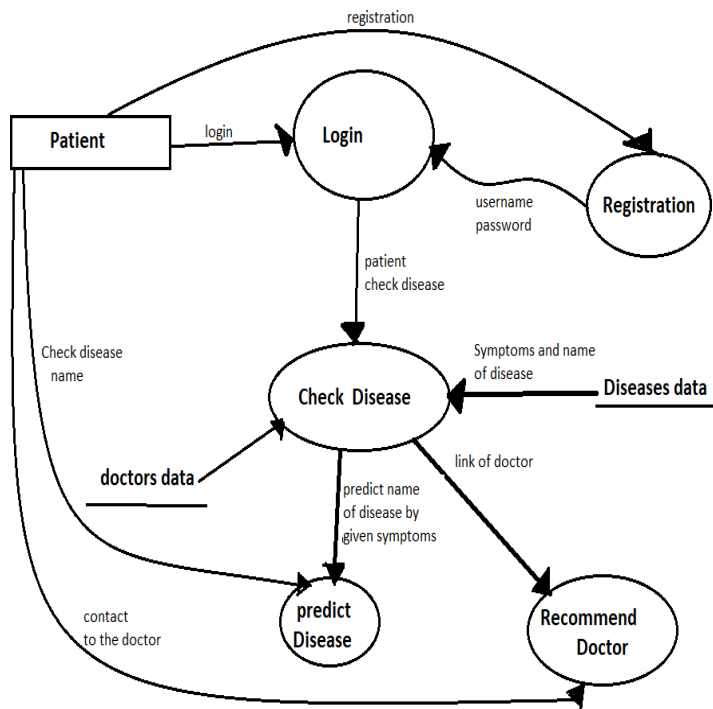 registration
Patient
login
Login
username
password
Registration
patient
check disease
Check disease
name
Symptoms and name
of disease
Check Disease
Diseases data
doctors data
link of doctor
predict name
of disease by
given symptoms
contact
to the doctor
predict
Disease
Recommend
Doctor